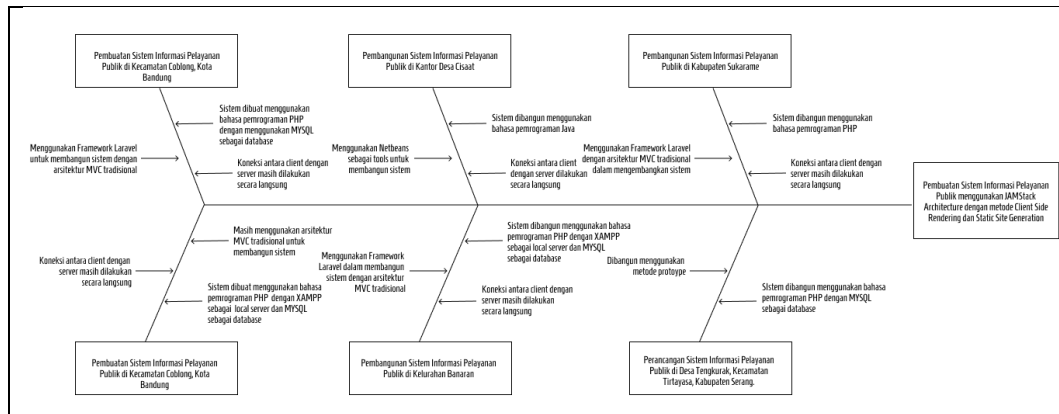 Pembuatan Sistem Informasi Pelayanan
Publik di Kecamatan Coblong, Kota
Bandung
Pembangunan Sistem Informasi Pelayanan
Publik di Kantor Desa Cisaat
Pembangunan Sistem Informasi Pelayanan
Publik di Kabupaten Sukarame
Sistem dibuat menggunakan
bahasa pemrograman PHP
dengan menggunakan MYSQL
sebagai database
Menggunakan Framework Laravel
untuk membangun sistem dengan
arsitektur MVC tradisional
Koneksi antara client dengan
server masih dilakukan
secara langsung
Sistem dibangun menggunakan
bahasa pemrograman Java
Menggunakan Netbeans
sebagai tools untuk
membangun sistem
Koneksi antara client
dengan server dilakukan
secara langsung
Sistem dibangun menggunakan
bahasa pemrograman PHP
Menggunakan Framework Laravel
dengan arsitektur MVC tradisional
dalam mengembangkan sistem
Koneksi antara client dengan
server masih dilakukan
secara langsung
Pembuatan Sistem Informasi Pelayanan
Publik menggunakan JAMStack
Architecture dengan metode Client Side
Rendering dan Static Site Generation
Masih menggunakan arsitektur
MVC tradisional untuk
membangun sistem
Koneksi antara client dengan
server masih dilakukan
secara langsung
Sistem dibuat menggunakan bahasa
pemrograman PHP dengan XAMPP
sebagai local server dan MYSQL
sebagai database
Sistem dibangun menggunakan bahasa
pemrograman PHP dengan XAMPP
sebagai local server dan MYSQL
sebagai database
Menggunakan Framework
Laravel dalam membangun
sistem dengan arsitektur
MVC tradisional
Koneksi antara client dengan
server masih dilakukan
secara langsung
Dibangun menggunakan
metode protoype
SIstem dibangun menggunakan bahasa
pemrograman PHP dengan MYSQL
sebagai database
Pembuatan Sistem Informasi Pelayanan
Publik di Kecamatan Coblong, Kota
Bandung
Pembangunan Sistem Informasi Pelayanan
Publik di Kelurahan Banaran
Perancangan Sistem Informasi Pelayanan
Publik di Desa Tengkurak, Kecamatan
Tirtayasa, Kabupaten Serang.